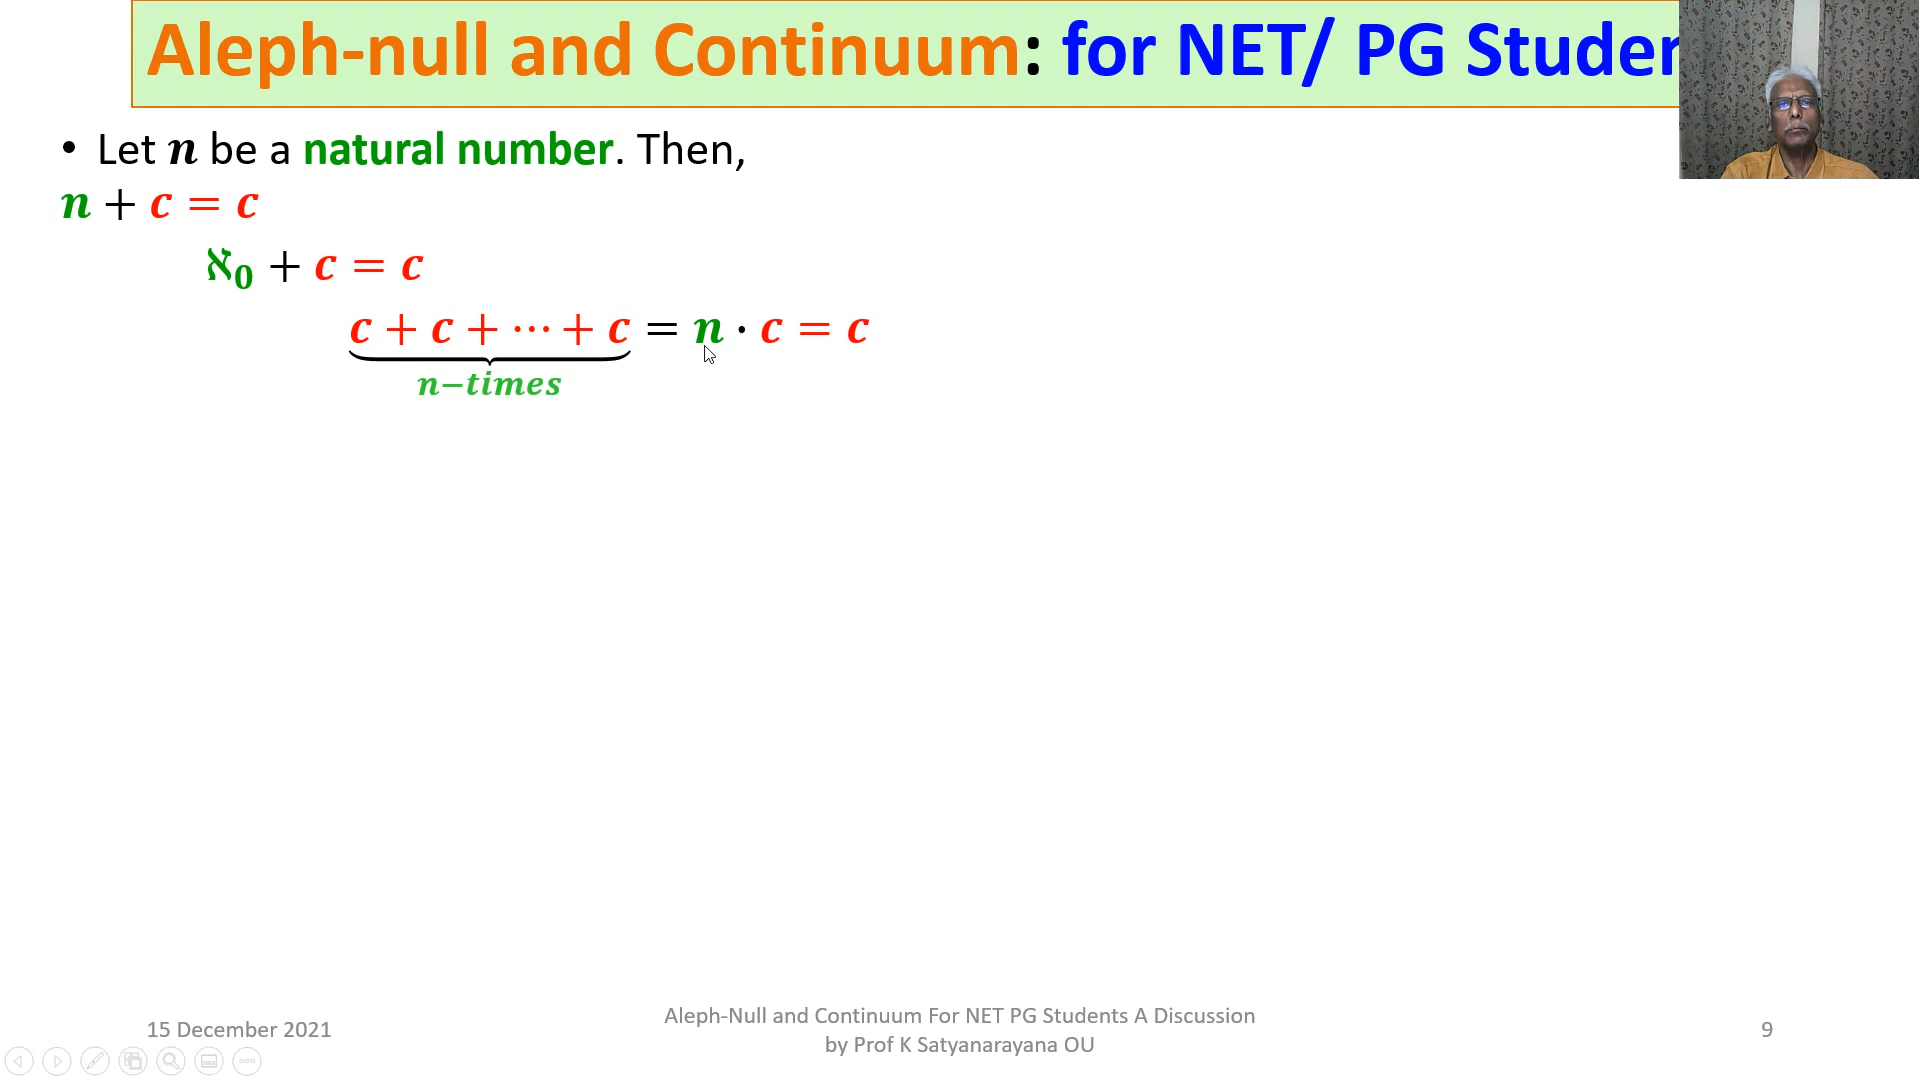 Aleph-null and Continuum: for NET/ PG Studen
• Let n be a natural number. Then,
n + c = c
ℵ₀ + c = c
c + c + ⋯ + c = n · c = c
n−times
15 December 2021
Aleph-Null and Continuum For NET PG Students A Discussion
by Prof K Satyanarayana OU
9